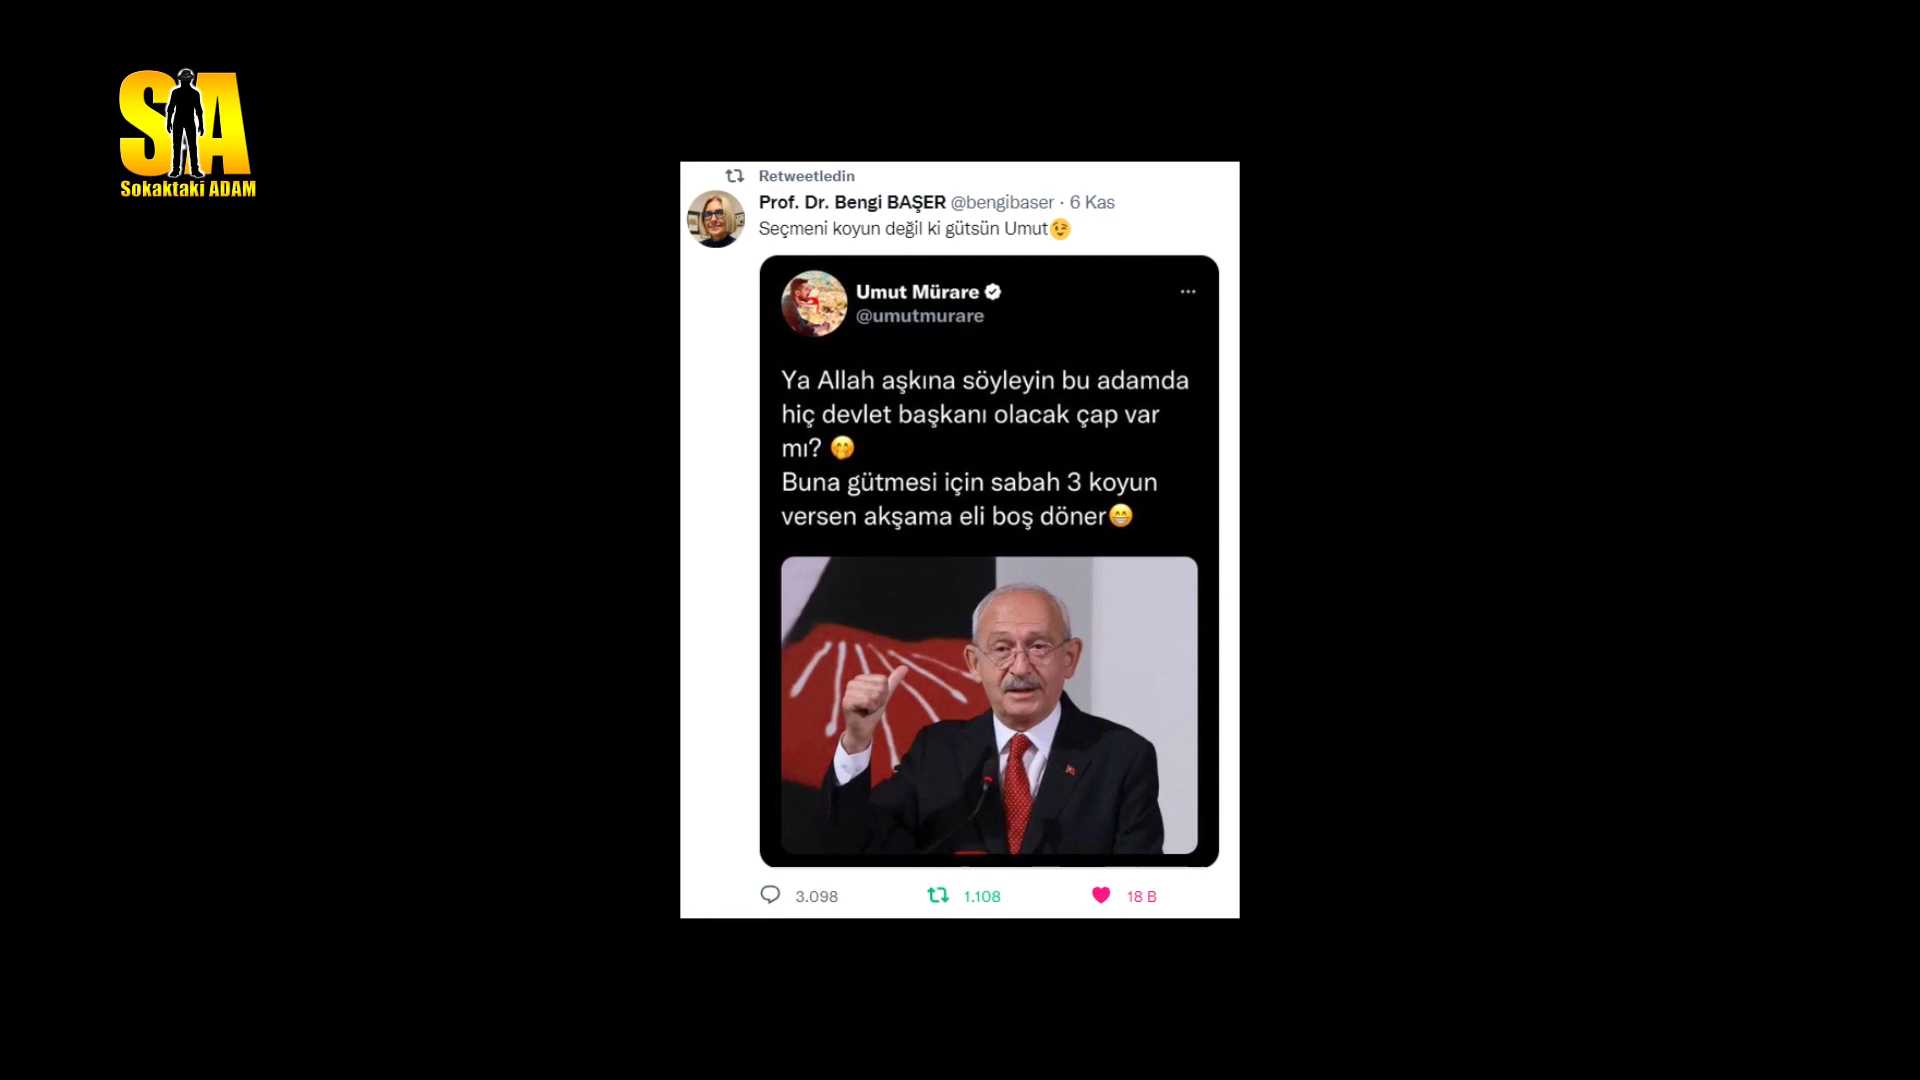 SA
Sokaktaki ADAM
Retweetledin
Prof. Dr. Bengi BAŞER @bengibaser · 6 Kas
Seçmeni koyun değil ki gütsün Umut😉
Umut Mürare
@umutmurare
Ya Allah aşkına söyleyin bu adamda
hiç devlet başkanı olacak çap var
mı? 🤭
Buna gütmesi için sabah 3 koyun
versen akşama eli boş döner😁
3.098
1.108
18 B